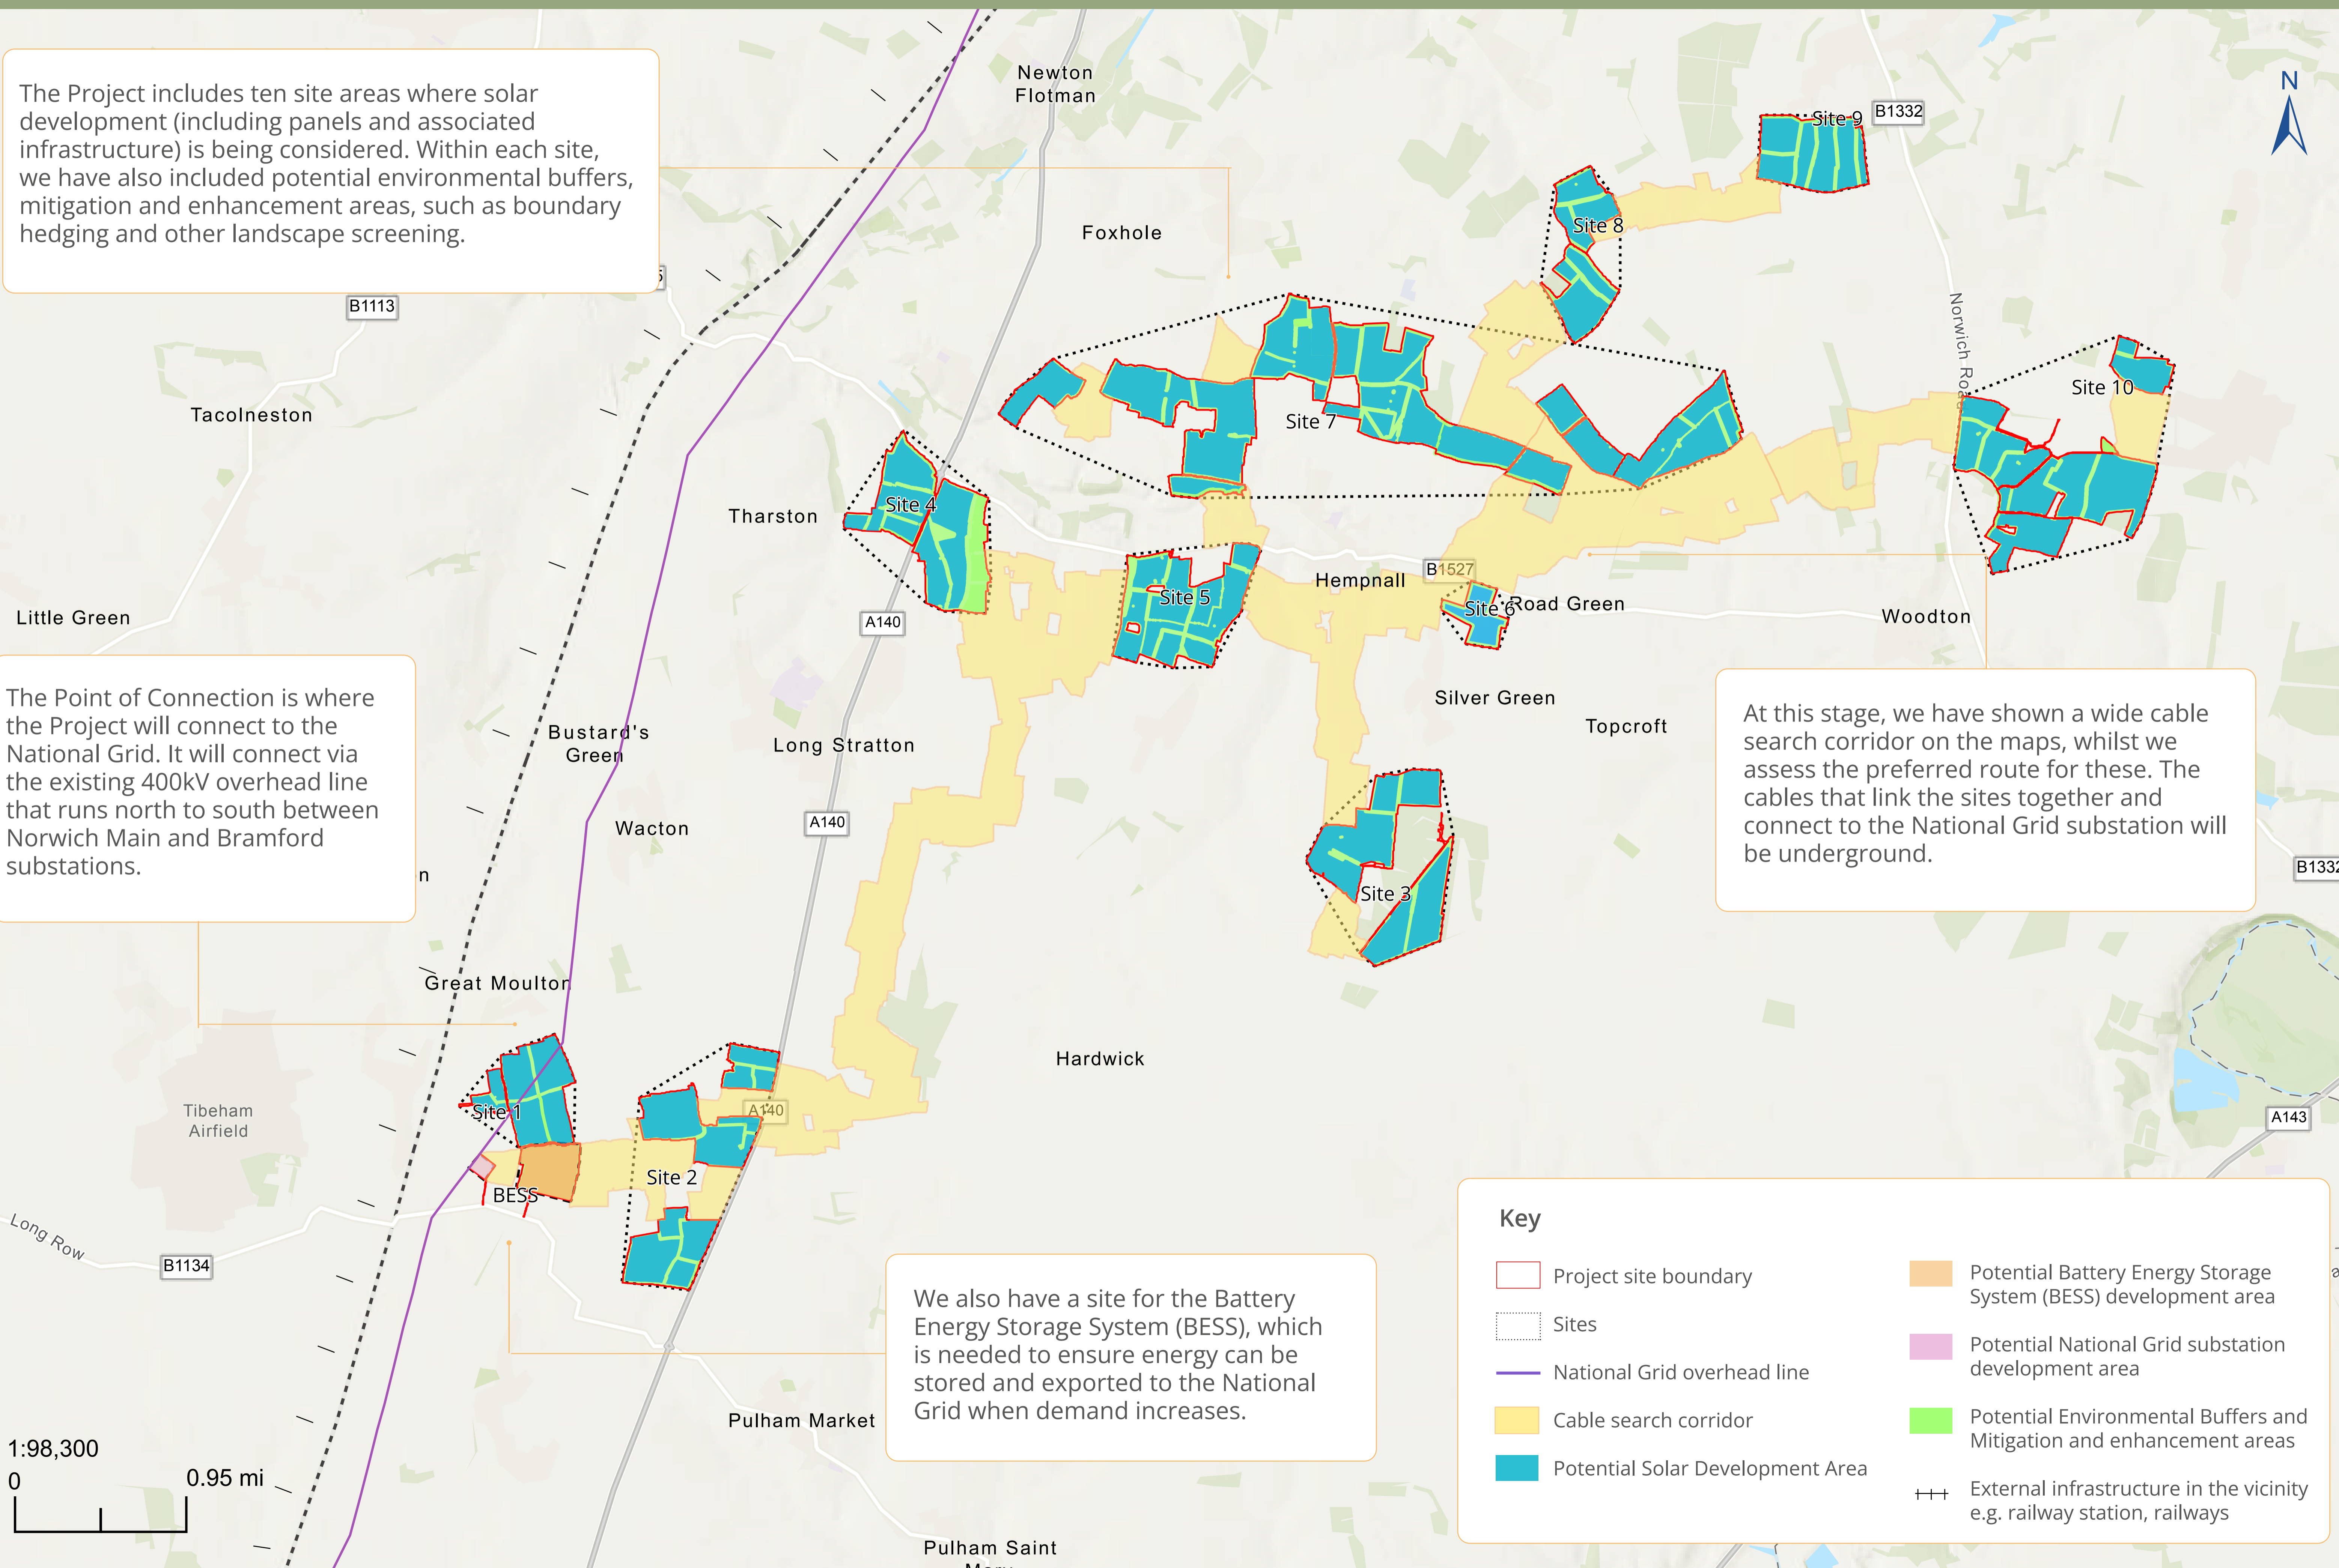 The Project includes ten site areas where solar
development (including panels and associated
infrastructure) is being considered. Within each site,
we have also included potential environmental buffers,
mitigation and enhancement areas, such as boundary
hedging and other landscape screening.
Newton
Flotman
N
Site 9
B1332
Site 8
Foxhole
5
B1113
Norwich Road
Tacolneston
Site 7
Site 10
Site 4
Tharston
Hempnall
B1527
Site 5
Site 6
Road Green
Little Green
A140
Woodton
The Point of Connection is where
the Project will connect to the
National Grid. It will connect via
the existing 400kV overhead line
that runs north to south between
Norwich Main and Bramford
substations.
n
Bustard's
Green
Long Stratton
Silver Green
Topcroft
At this stage, we have shown a wide cable
search corridor on the maps, whilst we
assess the preferred route for these. The
cables that link the sites together and
connect to the National Grid substation will
be underground.
Wacton
A140
B1332
Site 3
Great Moulton
Hardwick
Tibeham
Airfield
Site 1
A140
A143
Site 2
BESS
Long Row
B1134
We also have a site for the Battery
Energy Storage System (BESS), which
is needed to ensure energy can be
stored and exported to the National
Grid when demand increases.
Pulham Market
Pulham Saint
1:98,300
0
0.95 mi
Key
Project site boundary
Sites
National Grid overhead line
Cable search corridor
Potential Solar Development Area
Potential Battery Energy Storage
System (BESS) development area
Potential National Grid substation
development area
Potential Environmental Buffers and
Mitigation and enhancement areas
External infrastructure in the vicinity
e.g. railway station, railways